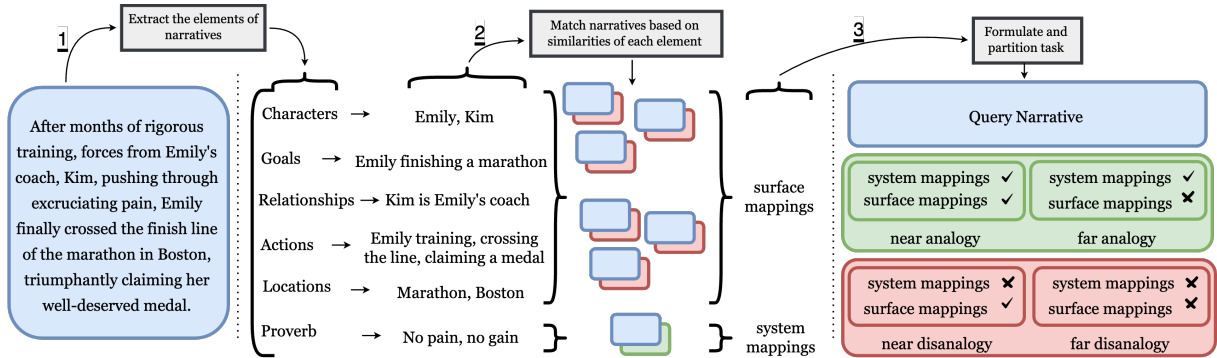 1
Extract the elements of
narratives
2
Match narratives based on
similarities of each element
3
Formulate and
partition task
After months of rigorous
training, forces from Emily's
coach, Kim, pushing through
excruciating pain, Emily
finally crossed the finish line
of the marathon in Boston,
triumphantly claiming her
well-deserved medal.
Characters
Emily, Kim
Goals
Emily finishing a marathon
Relationships
Kim is Emily's coach
Actions
Emily training, crossing
the line, claiming a medal
Locations
Marathon, Boston
Proverb
No pain, no gain
surface
mappings
system
mappings
Query Narrative
system mappings ✓
surface mappings ✓
near analogy
system mappings ✓
surface mappings ✗
far analogy
system mappings ✗
surface mappings ✓
near disanalogy
system mappings ✗
surface mappings ✗
far disanalogy